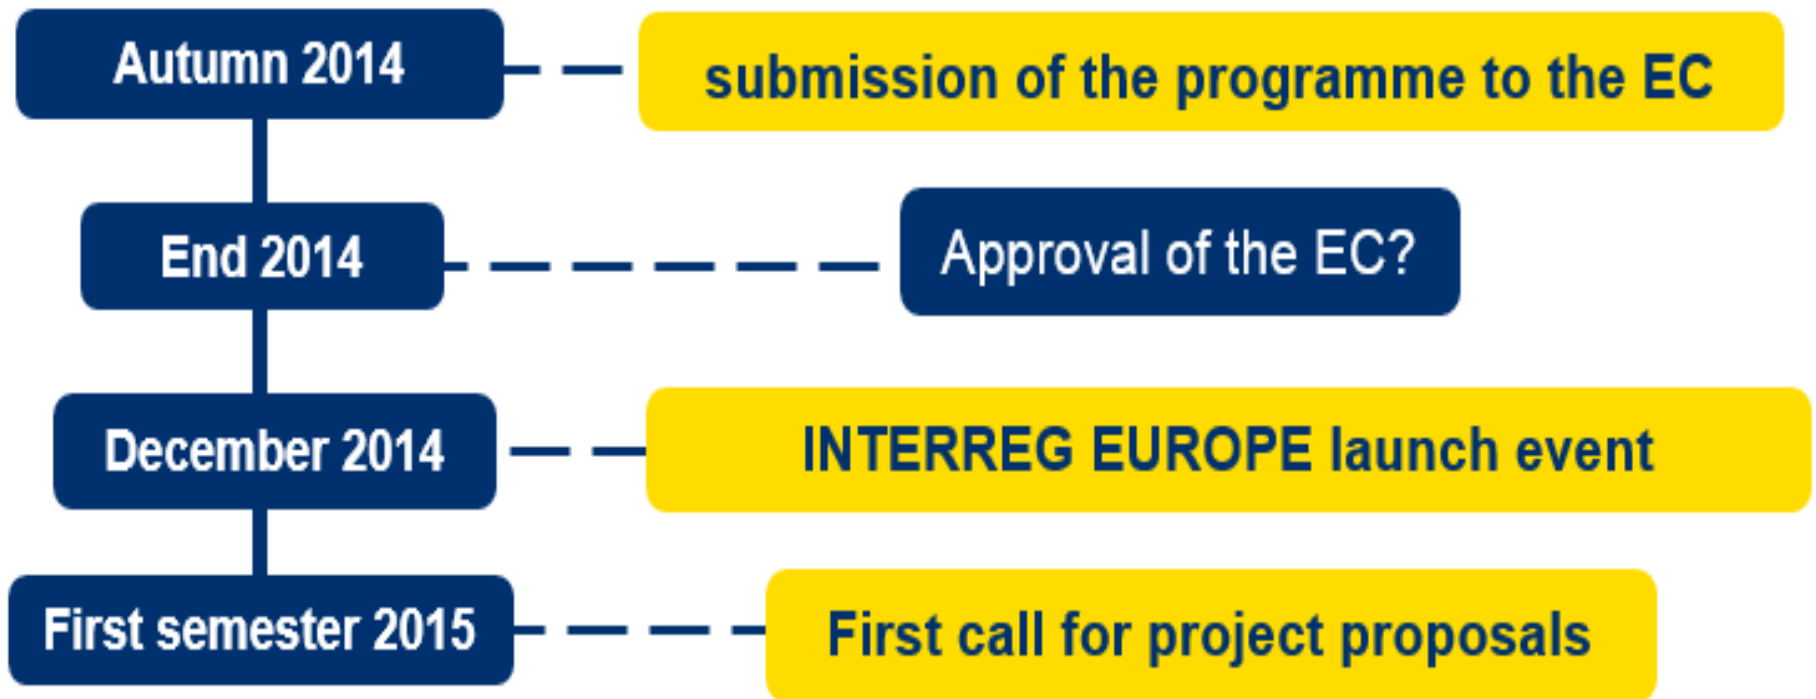 Autumn 2014
submission of the programme to the EC
End 2014
Approval of the EC?
December 2014
INTERREG EUROPE launch event
First semester 2015
First call for project proposals